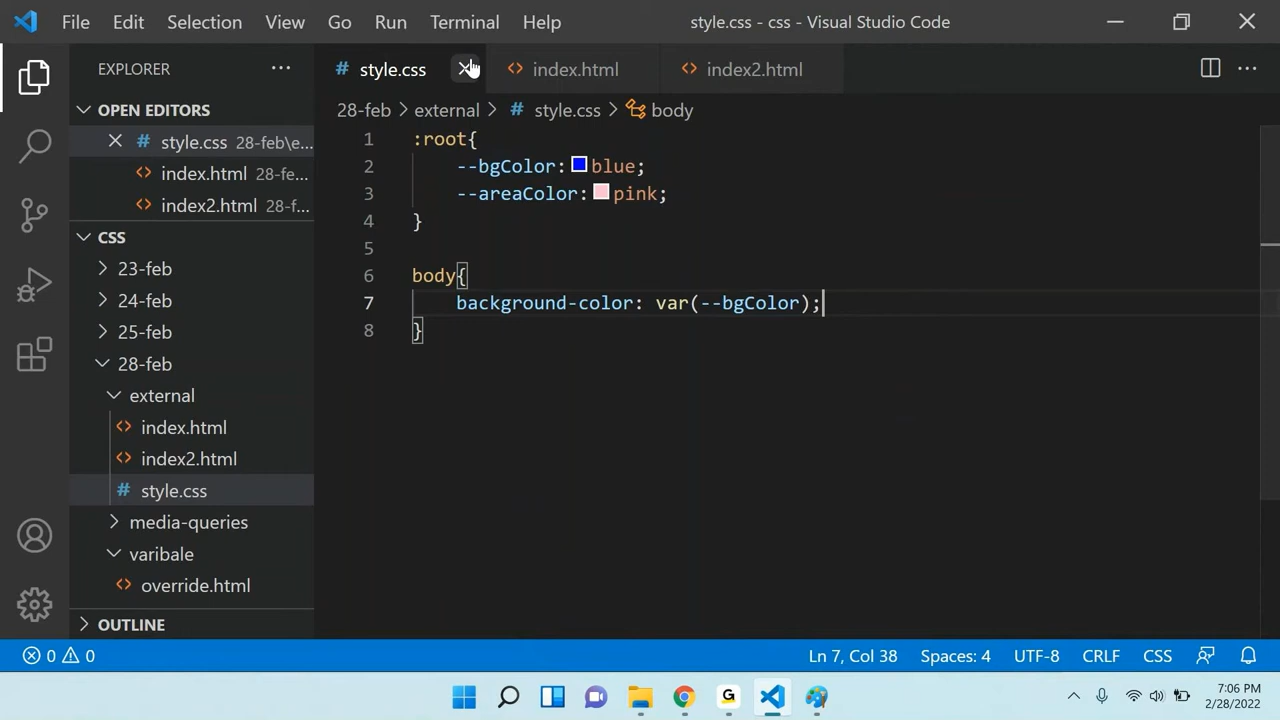 File Edit Selection View Go Run Terminal Help style.css - css - Visual Studio Code
EXPLORER
style.css index.html index2.html
OPEN EDITORS
style.css 28-feb\e...
index.html 28-fe...
index2.html 28-f...
CSS
23-feb
24-feb
25-feb
28-feb
external
index.html
index2.html
style.css
media-queries
varibale
override.html
OUTLINE
28-feb > external > # style.css > body
1 :root{
2 --bgColor: blue;
3 --areaColor: pink;
4 }
5
6 body{
7 background-color: var(--bgColor);
8 }
0 0 Ln 7, Col 38 Spaces: 4 UTF-8 CRLF CSS
G
7:06 PM
2/28/2022